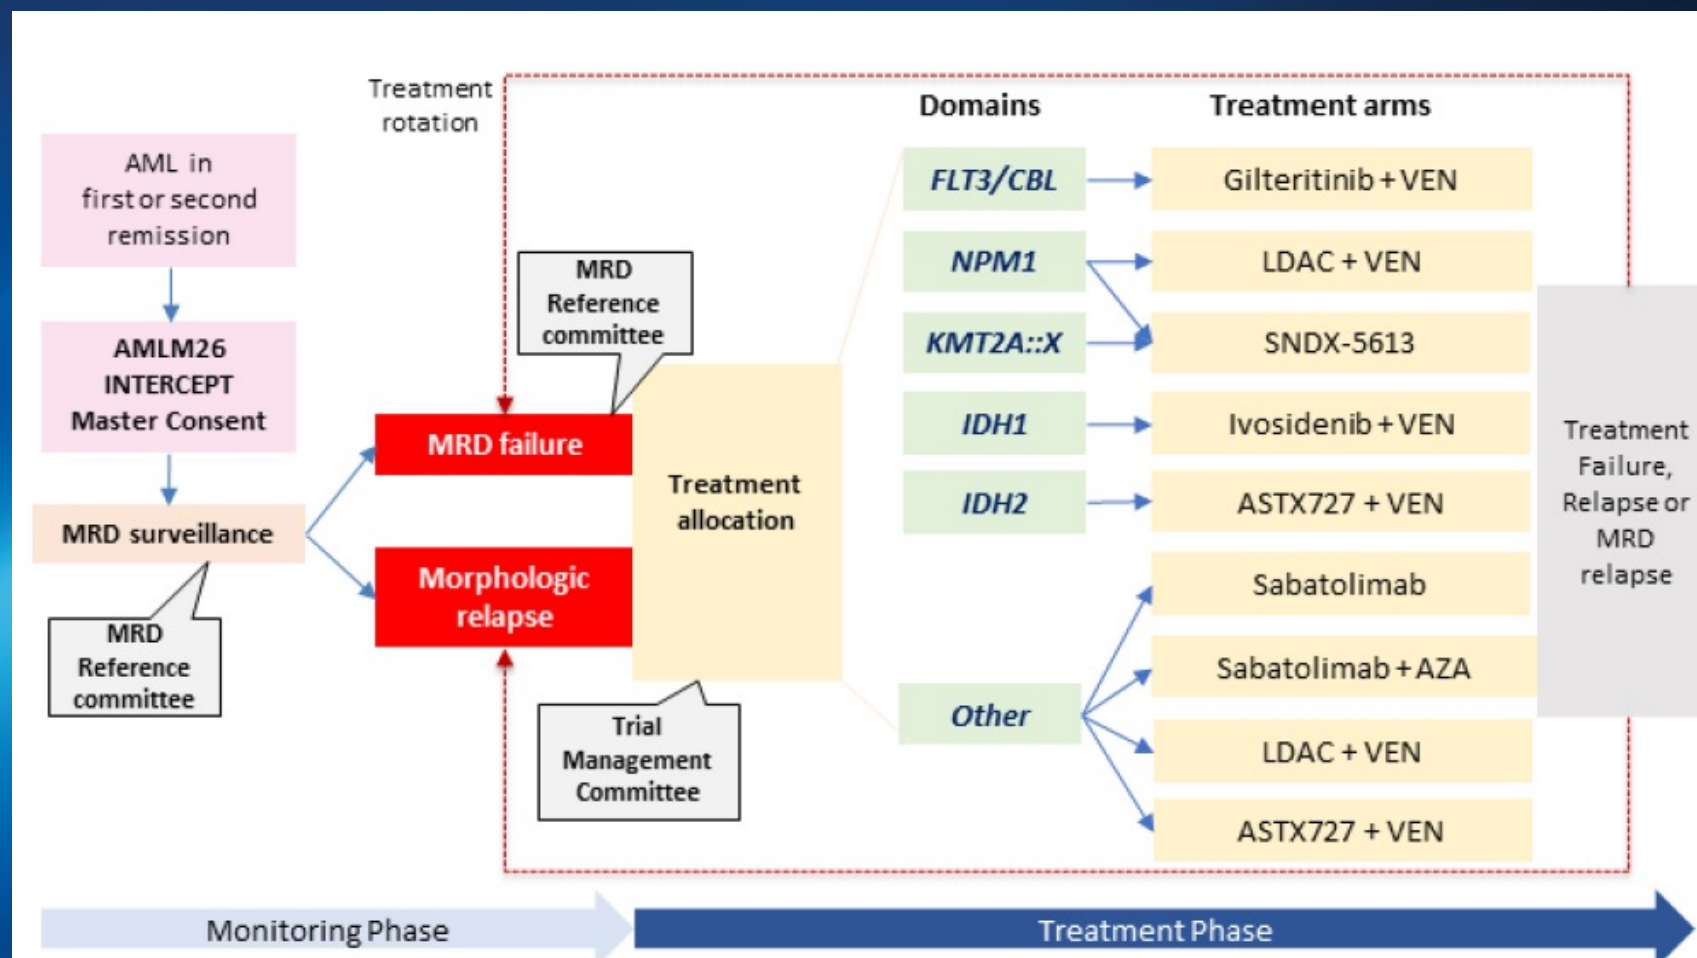 Treatment
rotation
Domains
Treatment arms
AML in
first or second
remission
AMLM26
INTERCEPT
Master Consent
MRD surveillance
MRD
Reference
committee
MRD
Reference
committee
MRD failure
Morphologic
relapse
Treatment
allocation
Trial
Management
Committee
FLT3/CBL
Gilteritinib + VEN
NPM1
LDAC + VEN
KMT2A::X
SNDX-5613
IDH1
Ivosidenib + VEN
IDH2
ASTX727 + VEN
Other
Sabatolimab
Sabatolimab + AZA
LDAC + VEN
ASTX727 + VEN
Treatment
Failure,
Relapse or
MRD
relapse
Monitoring Phase
Treatment Phase